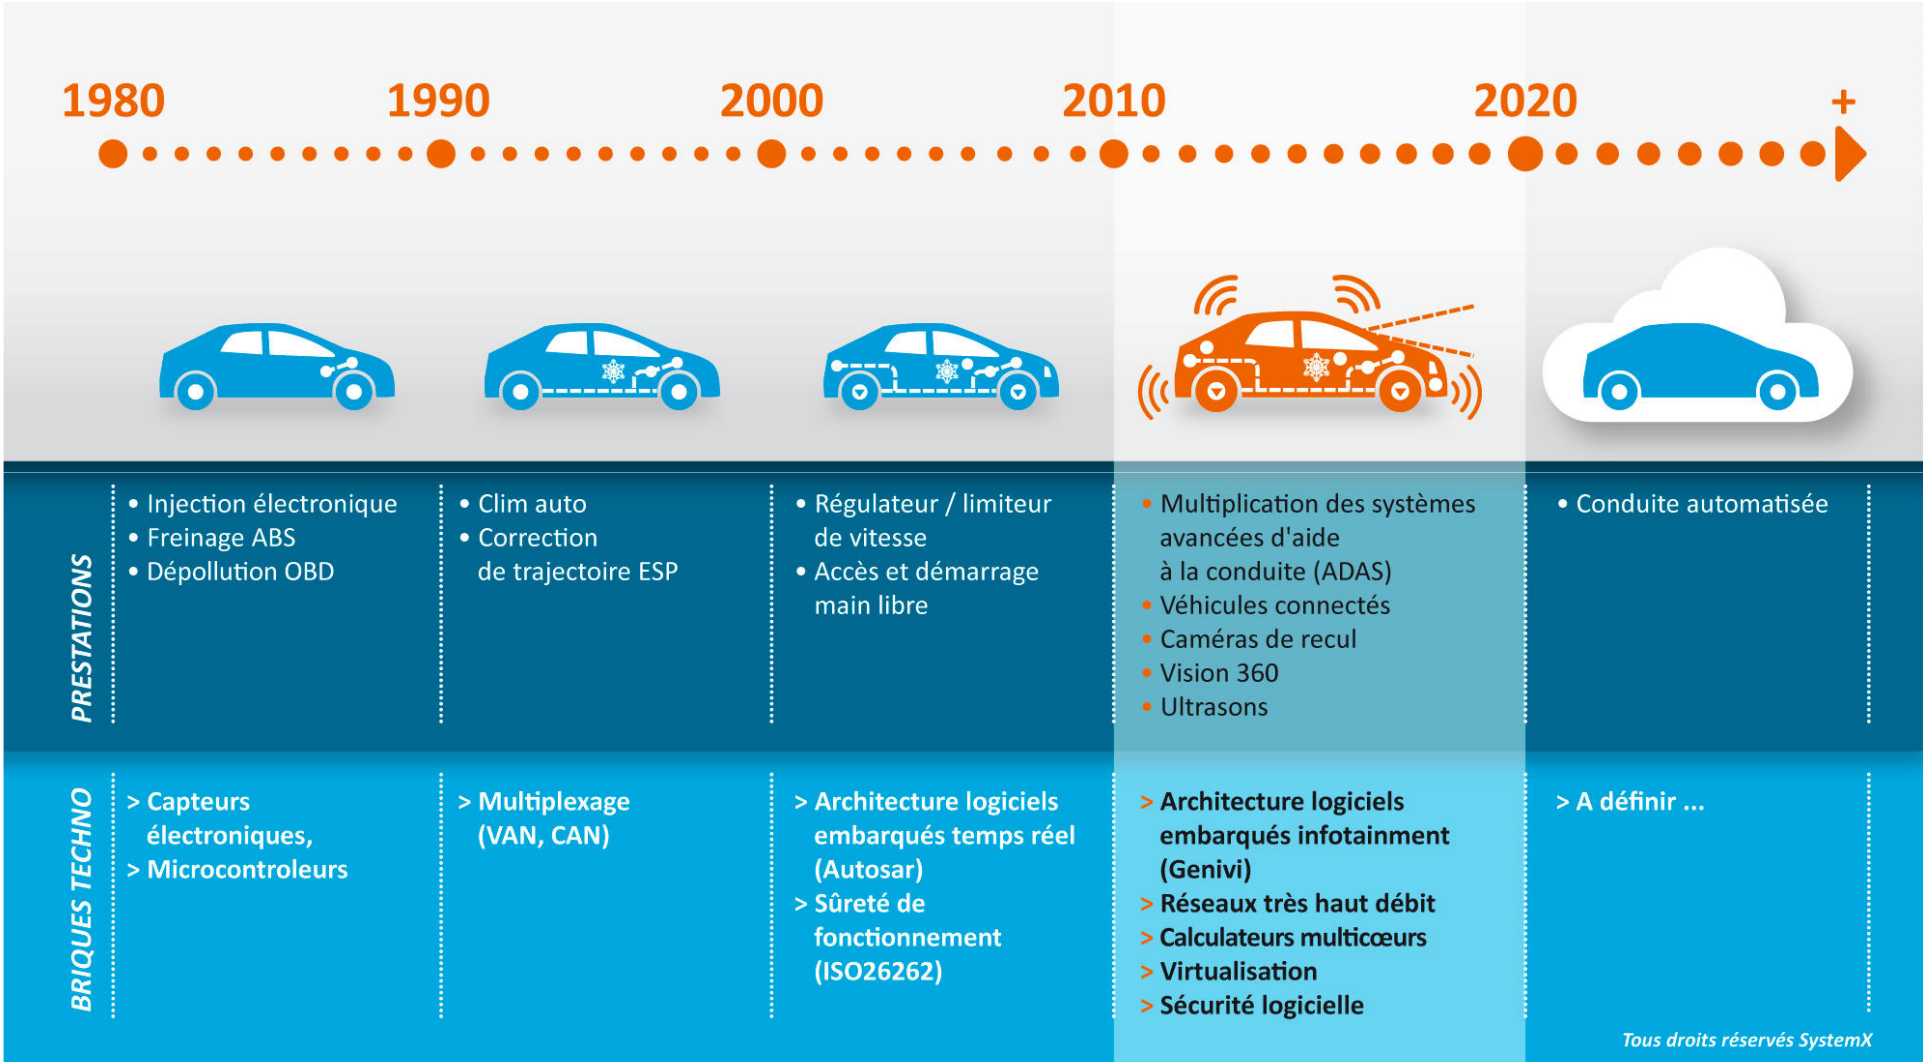 1980
1990
2000
2010
2020
+
PRESTATIONS
• Injection électronique
• Freinage ABS
• Dépollution OBD
• Clim auto
• Correction
de trajectoire ESP
• Régulateur / limiteur
de vitesse
• Accès et démarrage
main libre
• Multiplication des systèmes
avancées d'aide
à la conduite (ADAS)
• Véhicules connectés
• Caméras de recul
• Vision 360
• Ultrasons
• Conduite automatisée
BRIQUES TECHNO
> Capteurs
électroniques,
> Microcontroleurs
> Multiplexage
(VAN, CAN)
> Architecture logiciels
embarqués temps réel
(Autosar)
> Sûreté de
fonctionnement
(ISO26262)
> Architecture logiciels
embarqués infotainment
(Genivi)
> Réseaux très haut débit
> Calculateurs multicœurs
> Virtualisation
> Sécurité logicielle
> A définir ...
Tous droits réservés SystemX